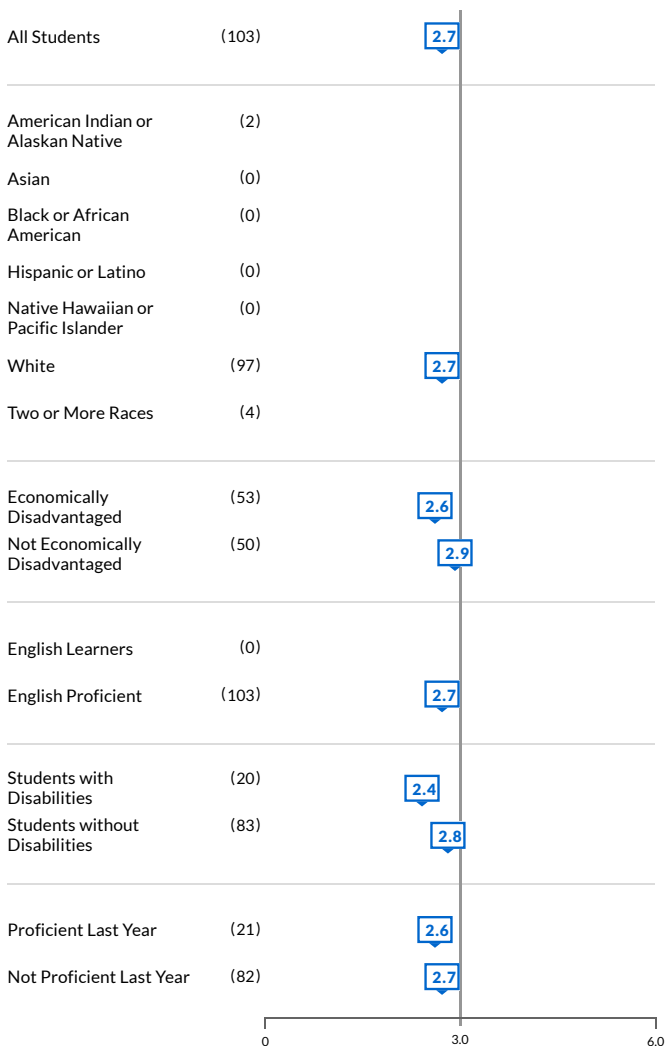 All Students (103) 2.7
American Indian or (2)
Alaskan Native
Asian (0)
Black or African (0)
American
Hispanic or Latino (0)
Native Hawaiian or (0)
Pacific Islander
White (97) 2.7
Two or More Races (4)
Economically (53) 2.6
Disadvantaged
Not Economically (50) 2.9
Disadvantaged
English Learners (0)
English Proficient (103) 2.7
Students with (20) 2.4
Disabilities
Students without (83) 2.8
Disabilities
Proficient Last Year (21) 2.6
Not Proficient Last Year (82) 2.7
0 3.0 6.0